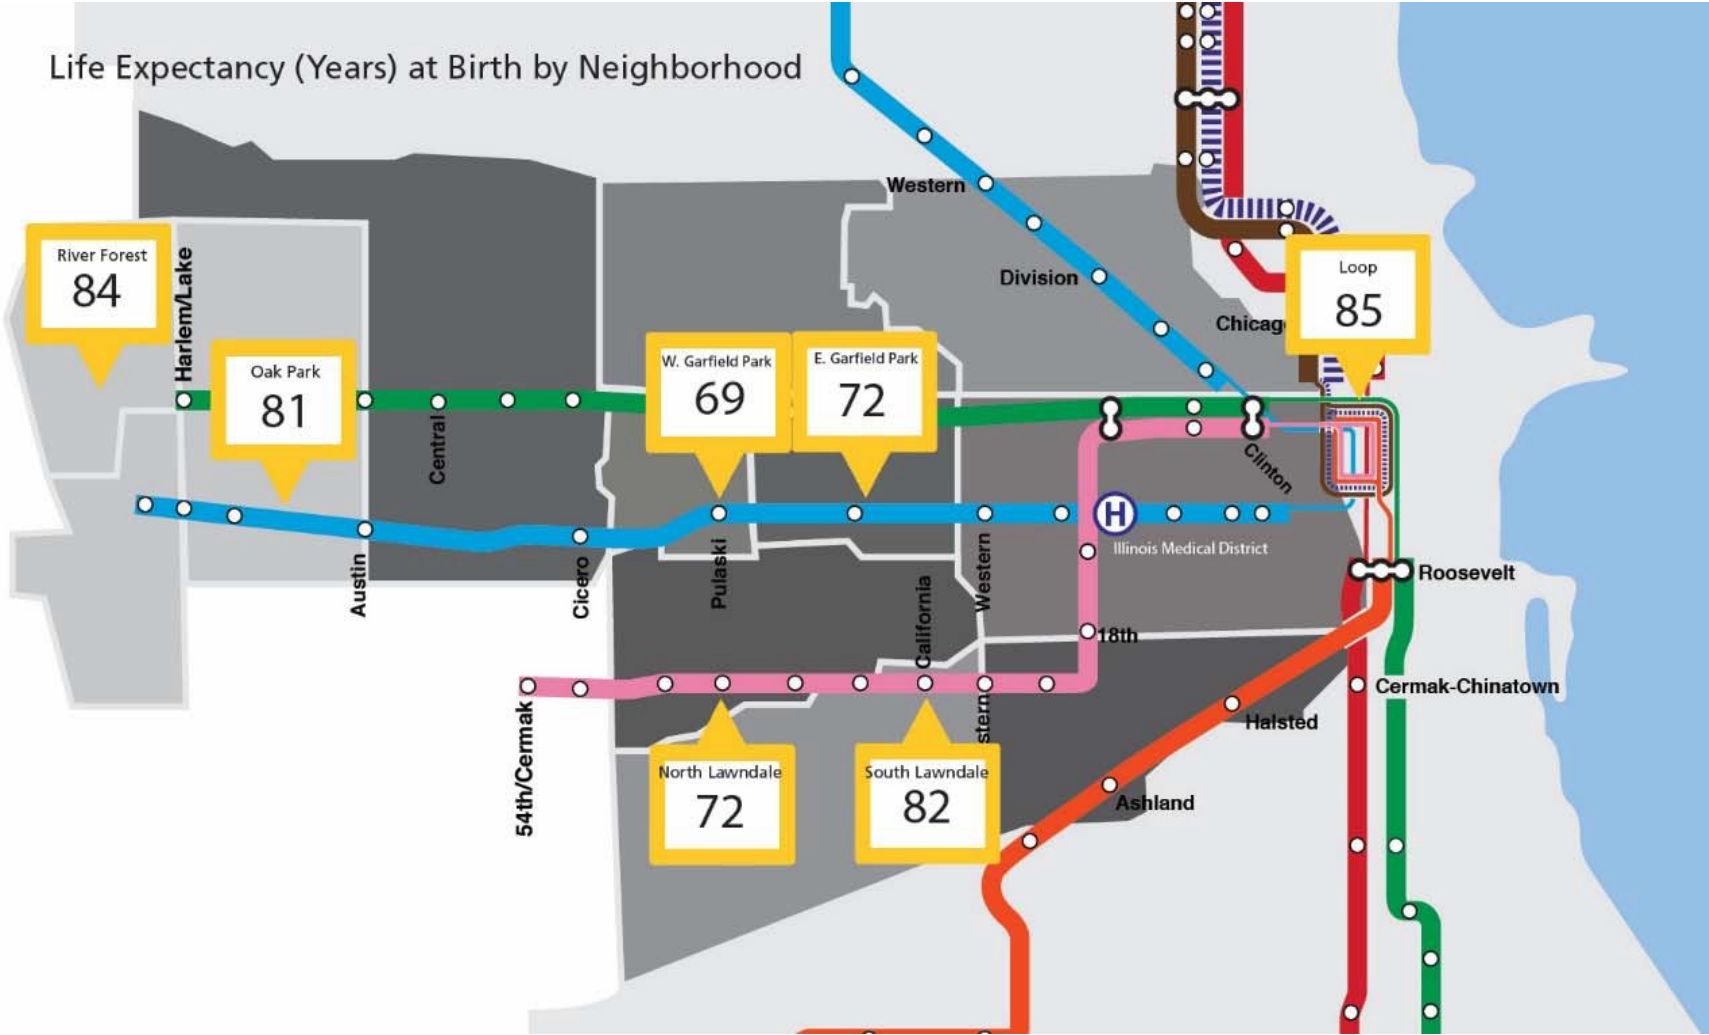 Life Expectancy (Years) at Birth by Neighborhood
River Forest
84
Harlem/Lake
Oak Park
81
Central
W. Garfield Park
69
E. Garfield Park
72
Western
Division
Chicag
Loop
85
Clinton
H
Illinois Medical District
Austin
Cicero
Pulaski
California
Western
18th
Roosevelt
Cermak-Chinatown
Halsted
Ashland
54th/Cermak
North Lawndale
72
South Lawndale
82
stern